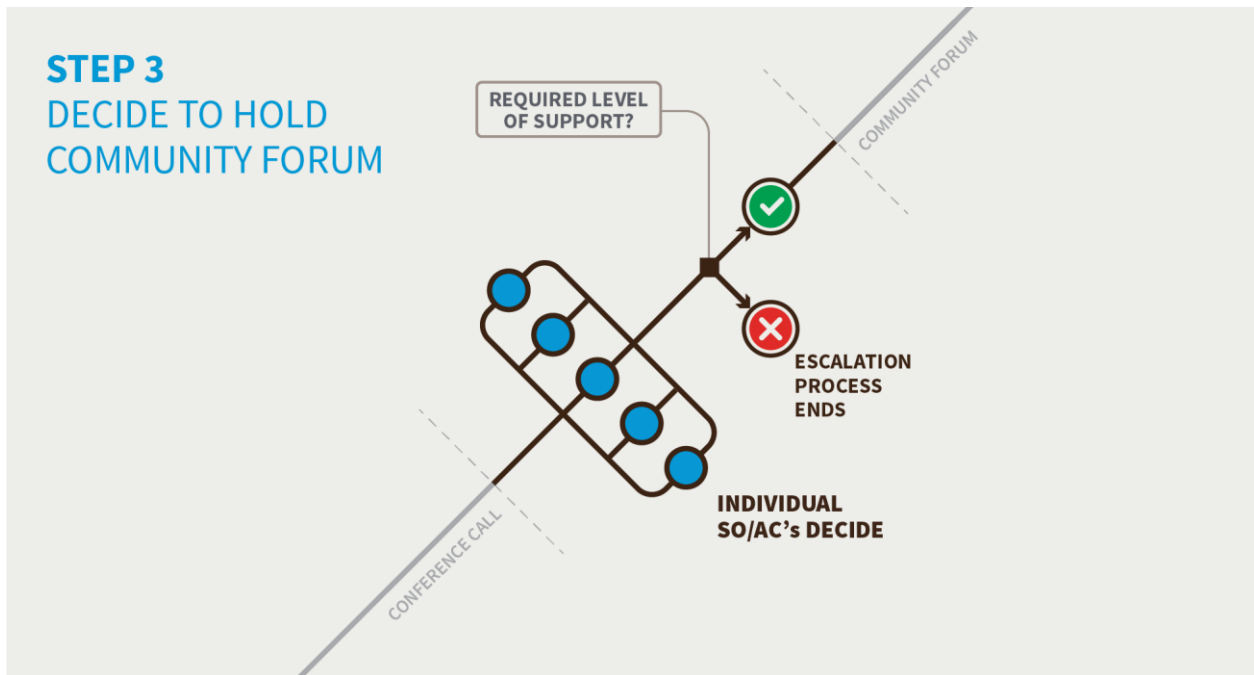 STEP 3
DECIDE TO HOLD
COMMUNITY FORUM
REQUIRED LEVEL
OF SUPPORT?
COMMUNITY FORUM
ESCALATION
PROCESS
ENDS
INDIVIDUAL
SO/AC's DECIDE
CONFERENCE CALL